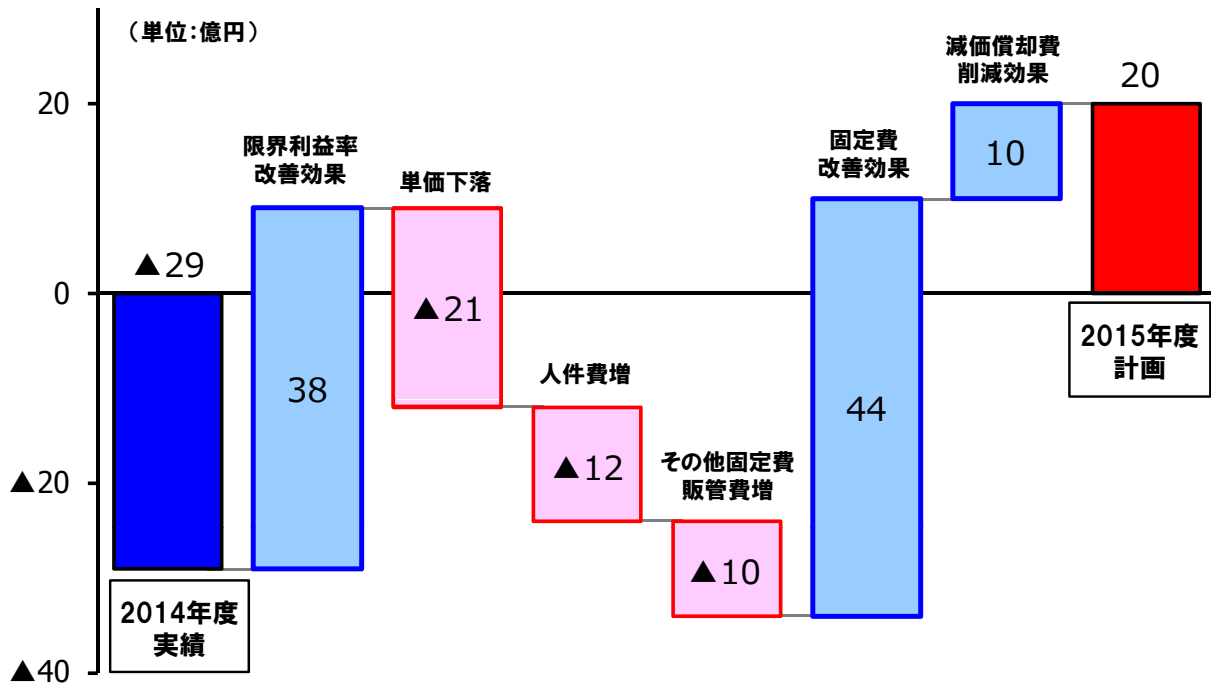 （単位：億円）
20
0
▲20
▲40
▲29
2014年度
実績
限界利益率
改善効果
38
単価下落
▲21
人件費増
▲12
その他固定費
販管費増
▲10
固定費
改善効果
44
減価償却費
削減効果
10
20
2015年度
計画